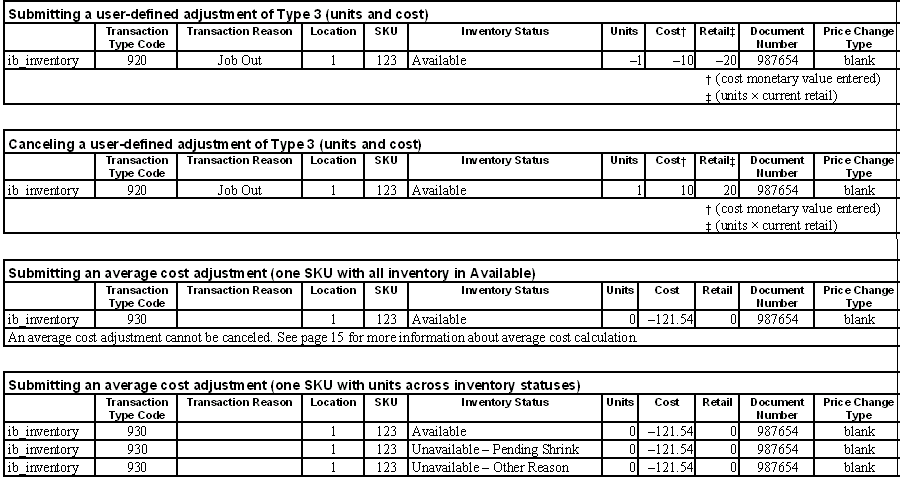 Submitting a user-defined adjustment of Type 3 (units and cost)
Transaction Type Code Transaction Reason Location SKU Inventory Status Units Cost† Retail‡ Document Number Price Change Type
ib_inventory 920 Job Out 1 123 Available –1 –10 –20 987654 blank
† (cost monetary value entered)
‡ (units × current retail)
Canceling a user-defined adjustment of Type 3 (units and cost)
Transaction Type Code Transaction Reason Location SKU Inventory Status Units Cost† Retail‡ Document Number Price Change Type
ib_inventory 920 Job Out 1 123 Available 1 10 20 987654 blank
† (cost monetary value entered)
‡ (units × current retail)
Submitting an average cost adjustment (one SKU with all inventory in Available)
Transaction Type Code Transaction Reason Location SKU Inventory Status Units Cost Retail Document Number Price Change Type
ib_inventory 930 1 123 Available 0 –121.54 0 987654 blank
An average cost adjustment cannot be canceled. See page 15 for more information about average cost calculation.
Submitting an average cost adjustment (one SKU with units across inventory statuses)
Transaction Type Code Transaction Reason Location SKU Inventory Status Units Cost Retail Document Number Price Change Type
ib_inventory 930 1 123 Available 0 –121.54 0 987654 blank
ib_inventory 930 1 123 Unavailable – Pending Shrink 0 –121.54 0 987654 blank
ib_inventory 930 1 123 Unavailable – Other Reason 0 –121.54 0 987654 blank